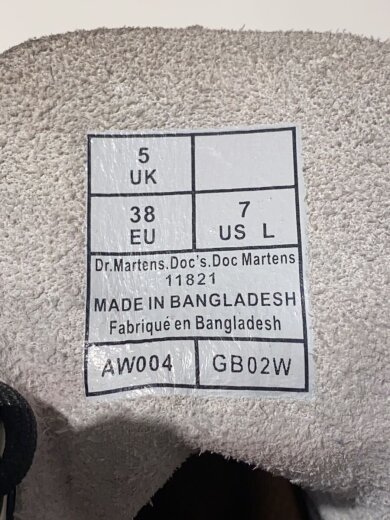 5
UK
38
EU
7
US L
Dr.Martens.Doc's.Doc Martens
11821
MADE IN BANGLADESH
Fabriqué en Bangladesh
AW004
GB02W